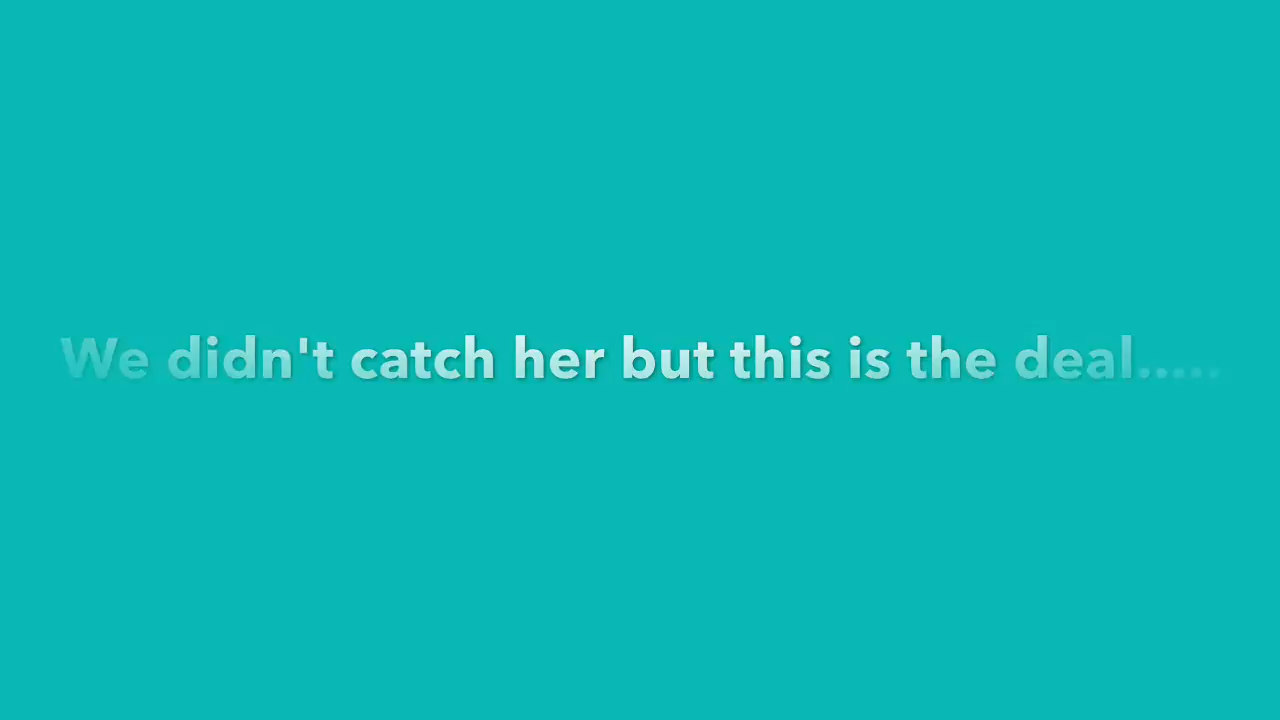 We didn't catch her but this is the deal.....